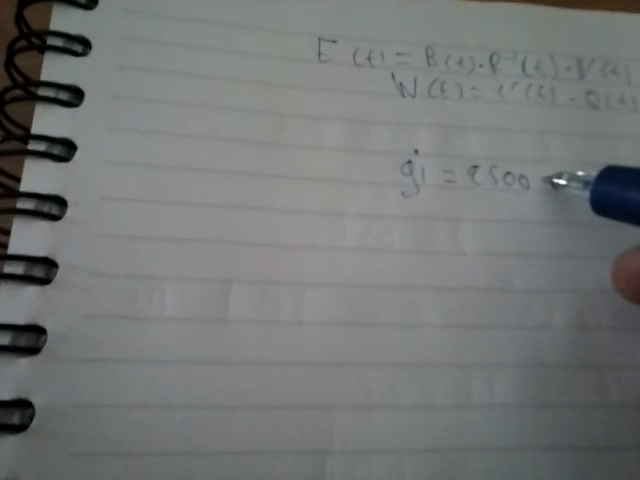 E(t) = B(t) · P⁻(t) · V(t)
W(t) = C'(t) · Q(t)
gi = 2500